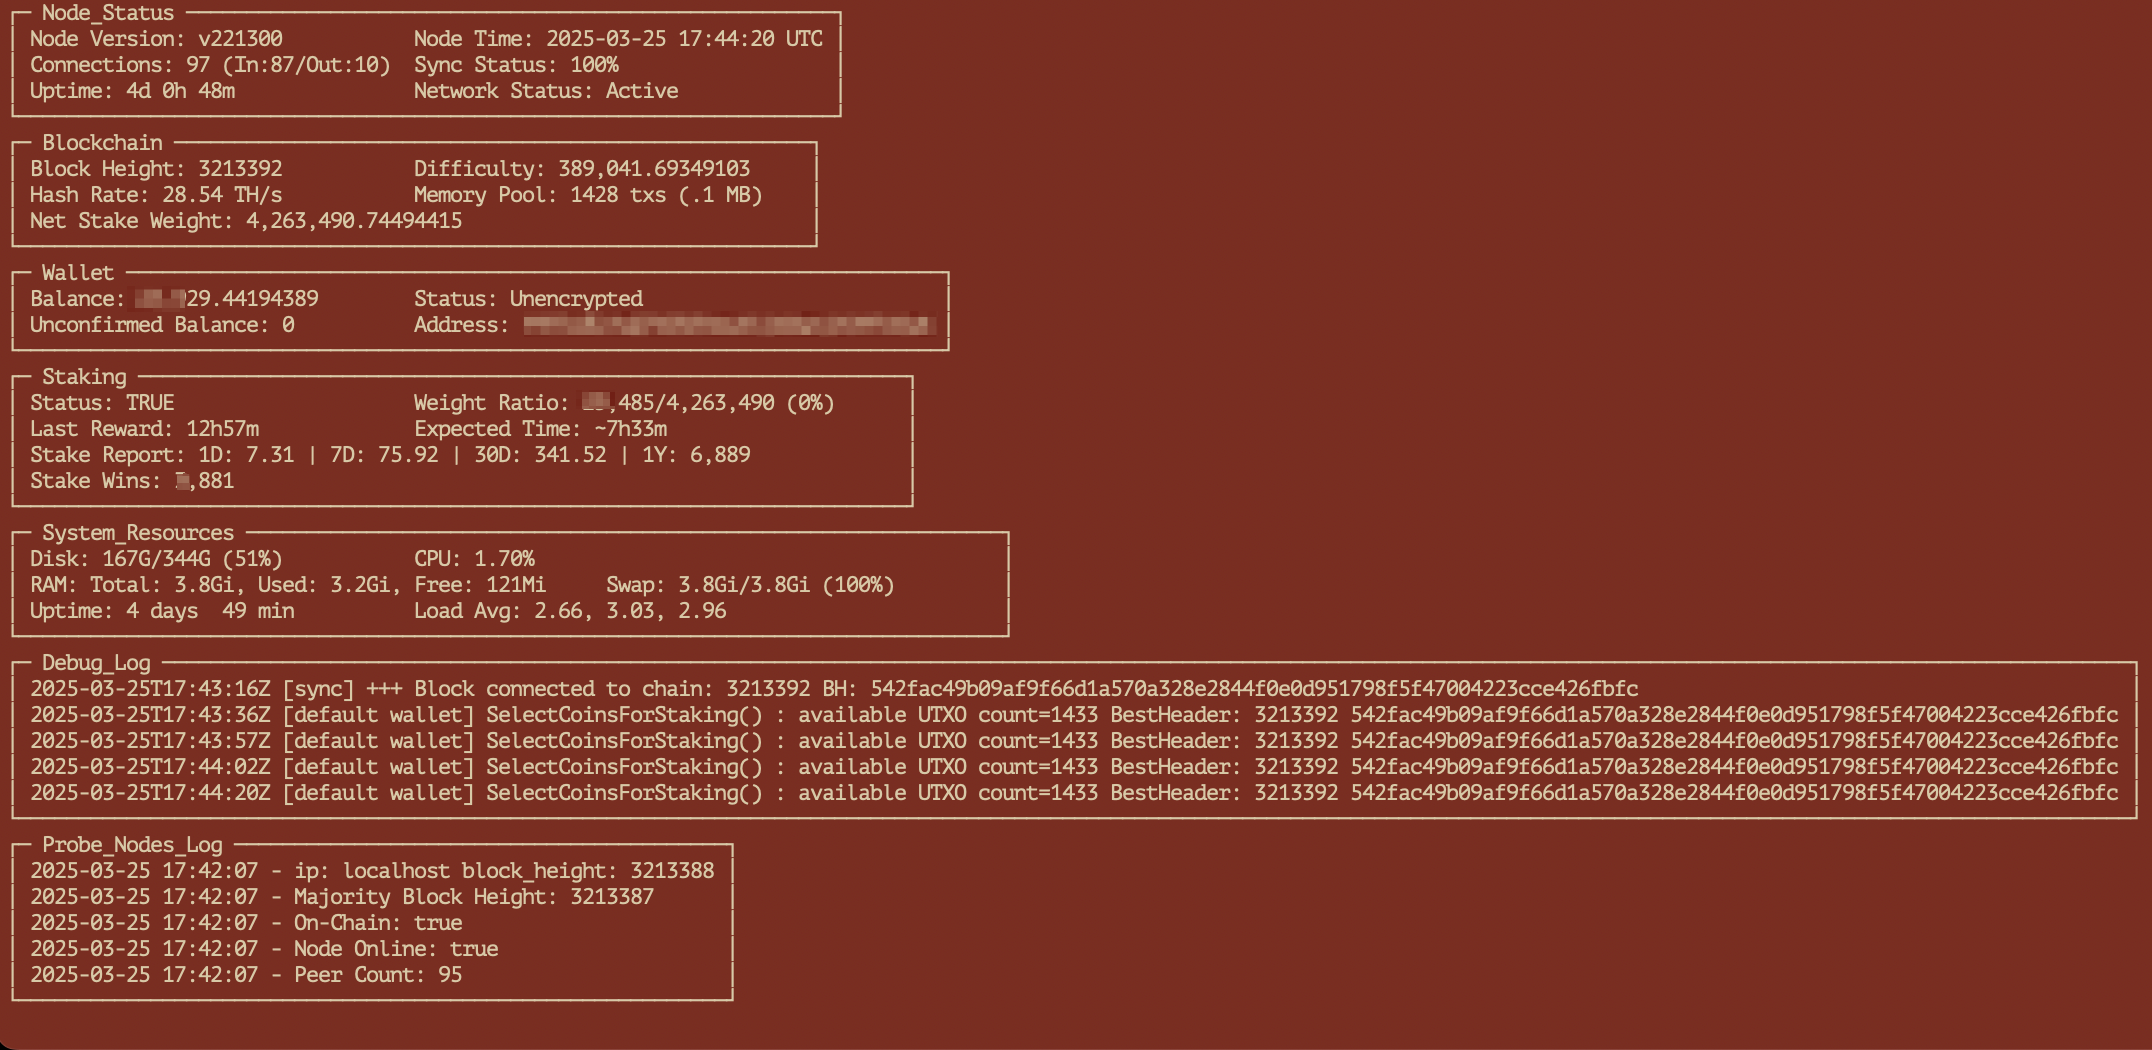 Node_Status
Node Version: v221300 Node Time: 2025-03-25 17:44:20 UTC
Connections: 97 (In:87/Out:10) Sync Status: 100%
Uptime: 4d 0h 48m Network Status: Active
Blockchain
Block Height: 3213392 Difficulty: 389,041.69349103
Hash Rate: 28.54 TH/s Memory Pool: 1428 txs (.1 MB)
Net Stake Weight: 4,263,490.74494415
Wallet
Balance: 29.44194389 Status: Unencrypted
Unconfirmed Balance: 0 Address:
Staking
Status: TRUE Weight Ratio: ,485/4,263,490 (0%)
Last Reward: 12h57m Expected Time: ~7h33m
Stake Report: 1D: 7.31 | 7D: 75.92 | 30D: 341.52 | 1Y: 6,889
Stake Wins: ,881
System_Resources
Disk: 167G/344G (51%) CPU: 1.70%
RAM: Total: 3.8Gi, Used: 3.2Gi, Free: 121Mi Swap: 3.8Gi/3.8Gi (100%)
Uptime: 4 days 49 min Load Avg: 2.66, 3.03, 2.96
Debug_Log
2025-03-25T17:43:16Z [sync] +++ Block connected to chain: 3213392 BH: 542fac49b09af9f66d1a570a328e2844f0e0d951798f5f47004223cce426fbfc
2025-03-25T17:43:36Z [default wallet] SelectCoinsForStaking() : available UTXO count=1433 BestHeader: 3213392 542fac49b09af9f66d1a570a328e2844f0e0d951798f5f47004223cce426fbfc
2025-03-25T17:43:57Z [default wallet] SelectCoinsForStaking() : available UTXO count=1433 BestHeader: 3213392 542fac49b09af9f66d1a570a328e2844f0e0d951798f5f47004223cce426fbfc
2025-03-25T17:44:02Z [default wallet] SelectCoinsForStaking() : available UTXO count=1433 BestHeader: 3213392 542fac49b09af9f66d1a570a328e2844f0e0d951798f5f47004223cce426fbfc
2025-03-25T17:44:20Z [default wallet] SelectCoinsForStaking() : available UTXO count=1433 BestHeader: 3213392 542fac49b09af9f66d1a570a328e2844f0e0d951798f5f47004223cce426fbfc
Probe_Nodes_Log
2025-03-25 17:42:07 - ip: localhost block_height: 3213388
2025-03-25 17:42:07 - Majority Block Height: 3213387
2025-03-25 17:42:07 - On-Chain: true
2025-03-25 17:42:07 - Node Online: true
2025-03-25 17:42:07 - Peer Count: 95